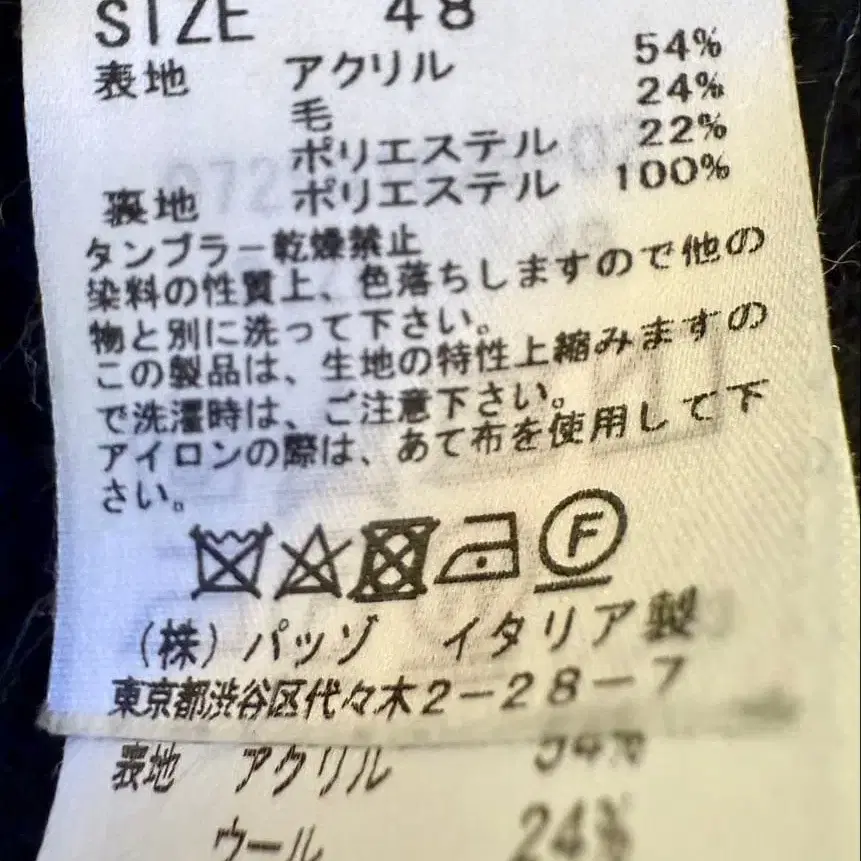 SIZE 48
表地 アクリル 54%
毛 24%
ポリエステル 22%
裏地 ポリエステル 100%
タンブラー乾燥禁止
染料の性質上、色落ちしますので他の
物と別に洗って下さい。
この製品は、生地の特性上縮みますの
で洗濯時は、ご注意下さい。
アイロンの際は、あて布を使用して下
さい。
F
(株)パッゾ イタリア製
東京都渋谷区代々木2-28-7
表地 アクリル 54%
ウール 24%